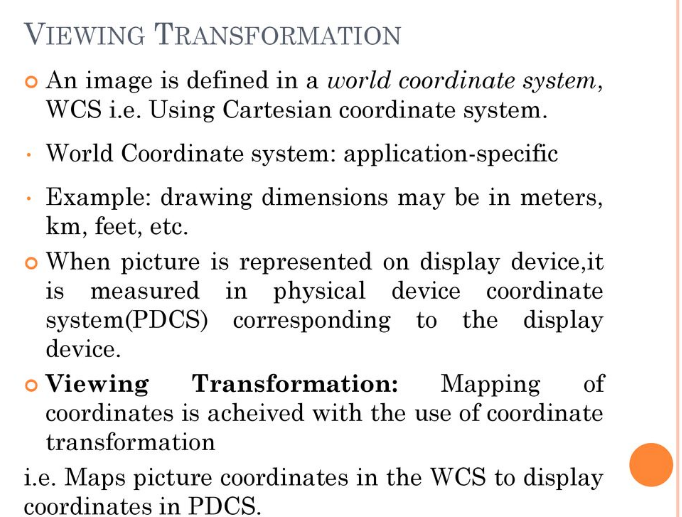 VIEWING TRANSFORMATION
An image is defined in a world coordinate system,
WCS i.e. Using Cartesian coordinate system.
• World Coordinate system: application-specific
• Example: drawing dimensions may be in meters,
km, feet, etc.
When picture is represented on display device,it
is measured in physical device coordinate
system(PDCS) corresponding to the display
device.
Viewing Transformation: Mapping of
coordinates is acheived with the use of coordinate
transformation
i.e. Maps picture coordinates in the WCS to display
coordinates in PDCS.